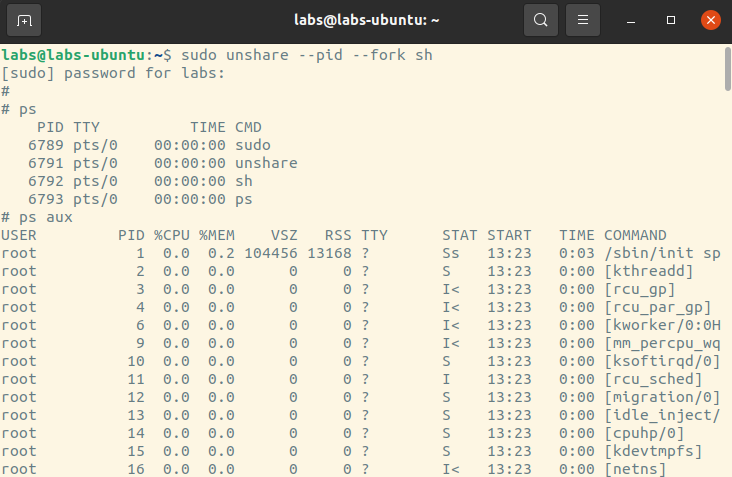 labs@labs-ubuntu: ~
labs@labs-ubuntu:~$ sudo unshare --pid --fork sh
[sudo] password for labs:
#
# ps
    PID TTY          TIME CMD
   6789 pts/0    00:00:00 sudo
   6791 pts/0    00:00:00 unshare
   6792 pts/0    00:00:00 sh
   6793 pts/0    00:00:00 ps
# ps aux
USER         PID %CPU %MEM    VSZ   RSS TTY      STAT START   TIME COMMAND
root           1  0.0  0.2 104456 13168 ?        Ss   13:23   0:03 /sbin/init sp
root           2  0.0  0.0      0     0 ?        S    13:23   0:00 [kthreadd]
root           3  0.0  0.0      0     0 ?        I<   13:23   0:00 [rcu_gp]
root           4  0.0  0.0      0     0 ?        I<   13:23   0:00 [rcu_par_gp]
root           6  0.0  0.0      0     0 ?        I<   13:23   0:00 [kworker/0:0H
root           9  0.0  0.0      0     0 ?        I<   13:23   0:00 [mm_percpu_wq
root          10  0.0  0.0      0     0 ?        S    13:23   0:00 [ksoftirqd/0]
root          11  0.0  0.0      0     0 ?        I    13:23   0:00 [rcu_sched]
root          12  0.0  0.0      0     0 ?        S    13:23   0:00 [migration/0]
root          13  0.0  0.0      0     0 ?        S    13:23   0:00 [idle_inject/
root          14  0.0  0.0      0     0 ?        S    13:23   0:00 [cpuhp/0]
root          15  0.0  0.0      0     0 ?        S    13:23   0:00 [kdevtmpfs]
root          16  0.0  0.0      0     0 ?        I<   13:23   0:00 [netns]